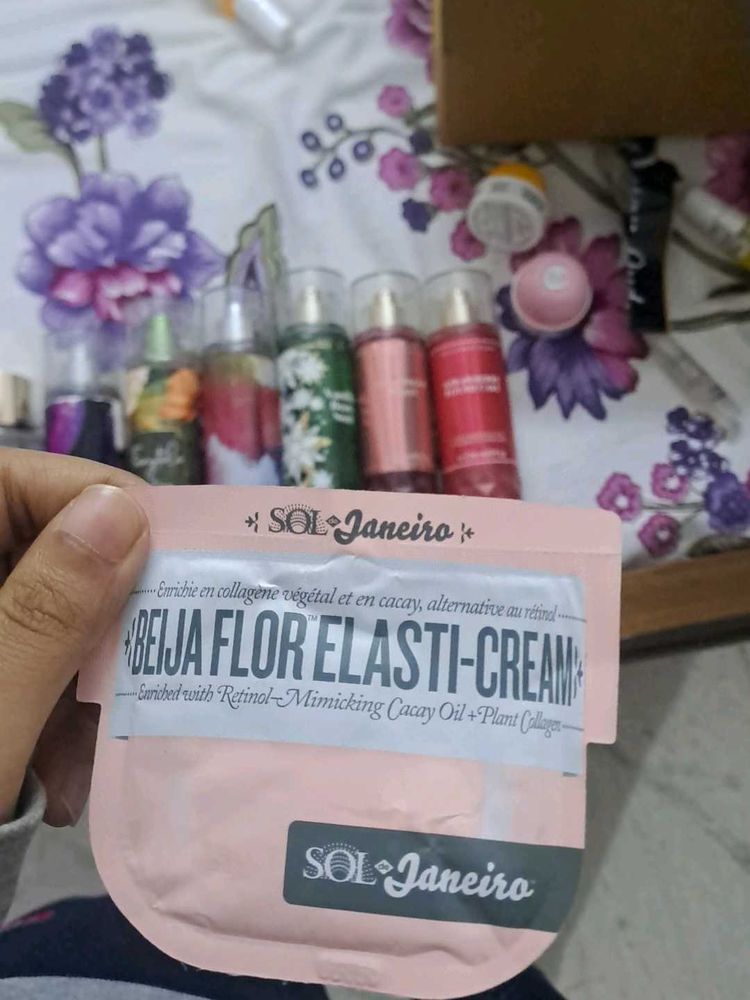 SOL de Janeiro
Enrichie en collagène végétal et en cacay, alternative au rétinol
BEIJA FLOR™ ELASTI-CREAM
Enriched with Retinol-Mimicking Cacay Oil + Plant Collagen
SOL de Janeiro